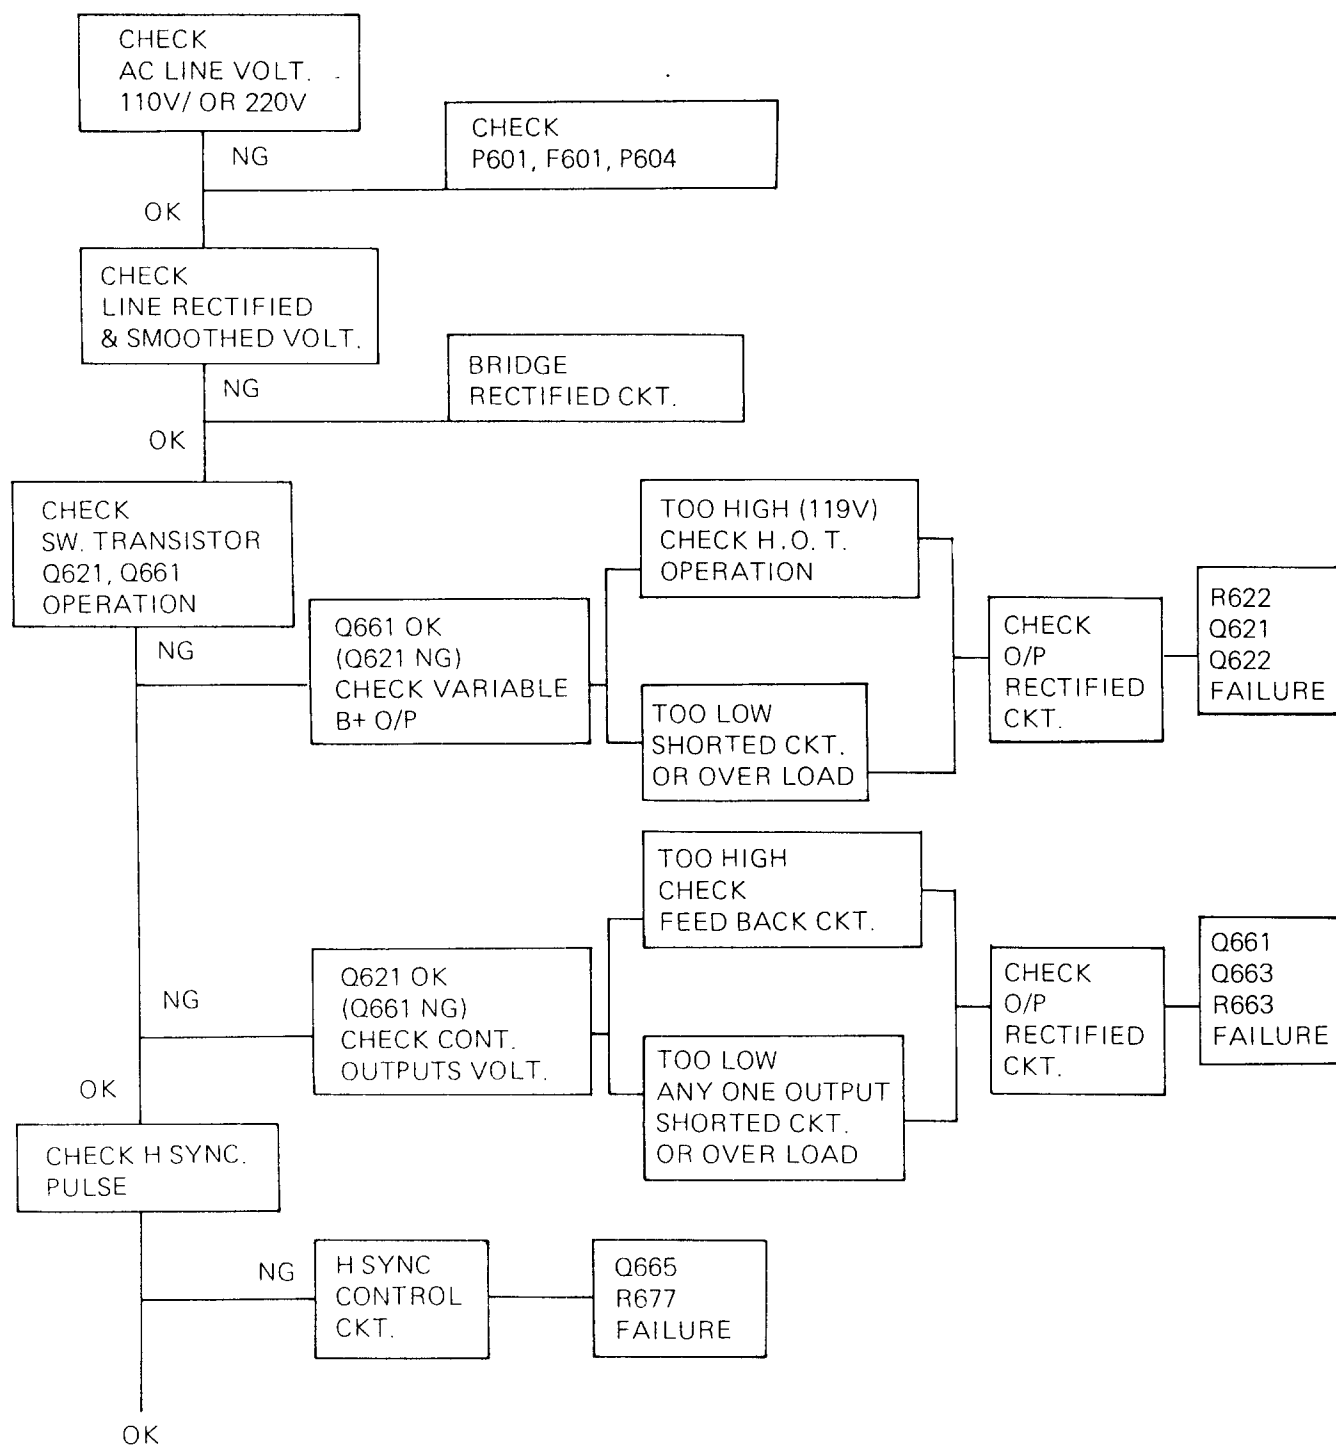 CHECK
AC LINE VOLT.
110V/ OR 220V
NG
CHECK
P601, F601, P604
OK
CHECK
LINE RECTIFIED
& SMOOTHED VOLT.
NG
BRIDGE
RECTIFIED CKT.
OK
CHECK
SW. TRANSISTOR
Q621, Q661
OPERATION
NG
Q661 OK
(Q621 NG)
CHECK VARIABLE
B+ O/P
TOO HIGH (119V)
CHECK H.O.T.
OPERATION
TOO LOW
SHORTED CKT.
OR OVER LOAD
CHECK
O/P
RECTIFIED
CKT.
R622
Q621
Q622
FAILURE
NG
Q621 OK
(Q661 NG)
CHECK CONT.
OUTPUTS VOLT.
TOO HIGH
CHECK
FEED BACK CKT.
TOO LOW
ANY ONE OUTPUT
SHORTED CKT.
OR OVER LOAD
CHECK
O/P
RECTIFIED
CKT.
Q661
Q663
R663
FAILURE
OK
CHECK H SYNC.
PULSE
NG
H SYNC
CONTROL
CKT.
Q665
R677
FAILURE
OK